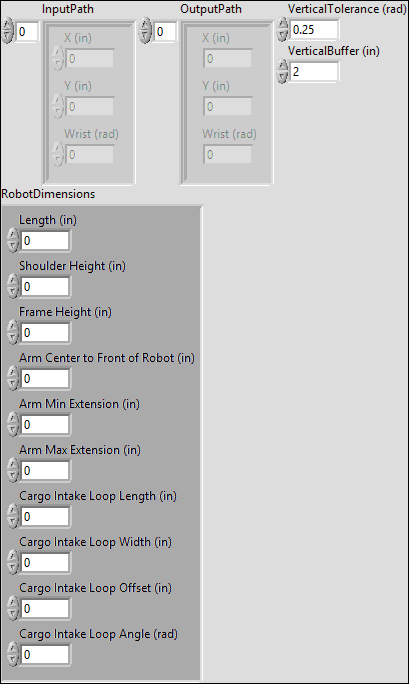 InputPath OutputPath VerticalTolerance (rad)
0 X (in) 0 X (in) 0.25
0 0 VerticalBuffer (in)
Y (in) Y (in) 2
0 0
Wrist (rad) Wrist (rad)
0 0
RobotDimensions
Length (in)
0
Shoulder Height (in)
0
Frame Height (in)
0
Arm Center to Front of Robot (in)
0
Arm Min Extension (in)
0
Arm Max Extension (in)
0
Cargo Intake Loop Length (in)
0
Cargo Intake Loop Width (in)
0
Cargo Intake Loop Offset (in)
0
Cargo Intake Loop Angle (rad)
0